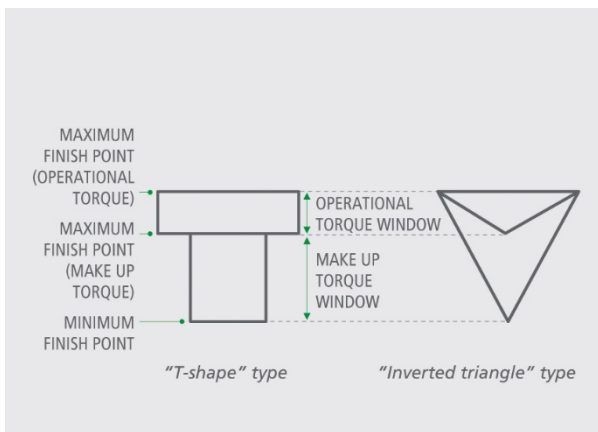 MAXIMUM
FINISH POINT
(OPERATIONAL
TORQUE)
MAXIMUM
FINISH POINT
(MAKE UP
TORQUE)
MINIMUM
FINISH POINT
OPERATIONAL
TORQUE WINDOW
MAKE UP
TORQUE
WINDOW
"T-shape" type
"Inverted triangle" type